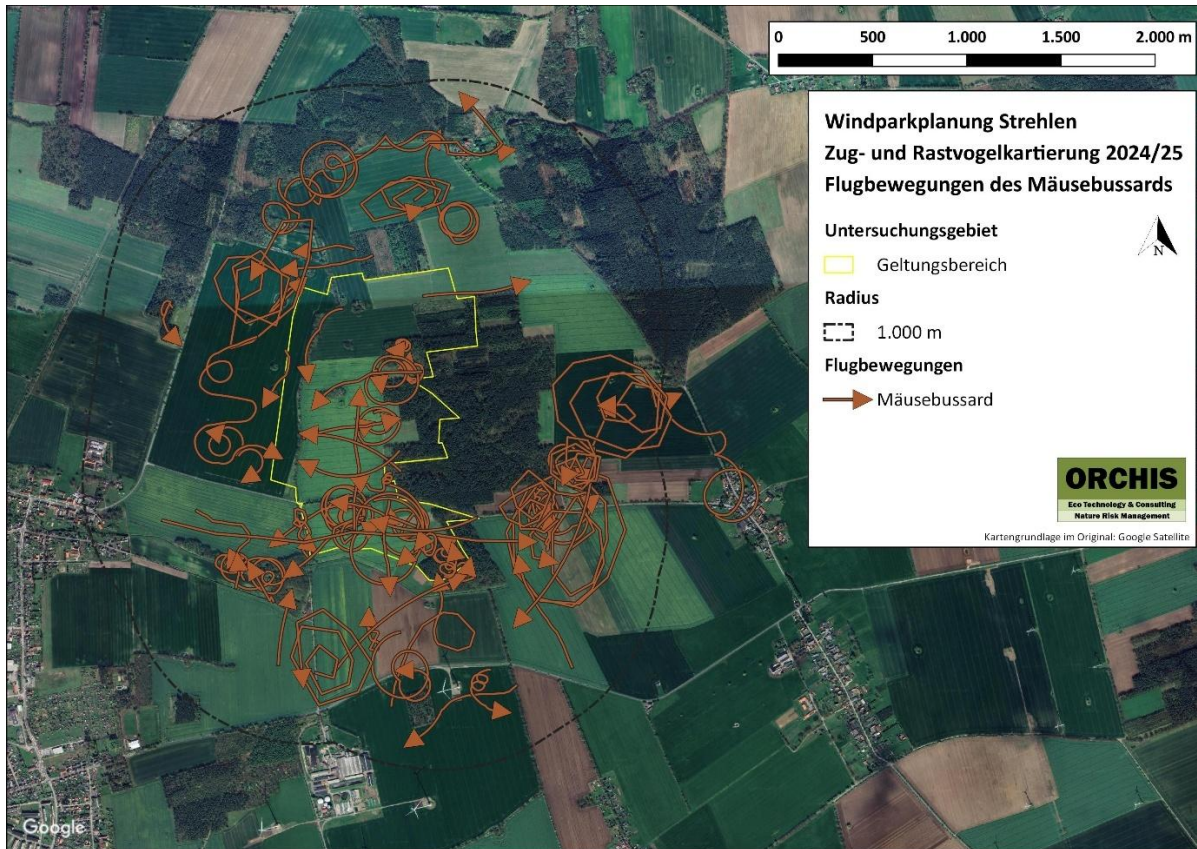 0 500 1.000 1.500 2.000 m
Windparkplanung Strehlen
Zug- und Rastvogelkartierung 2024/25
Flugbewegungen des Mäusebussards
Untersuchungsgebiet
Geltungsbereich
N
Radius
1.000 m
Flugbewegungen
Mäusebussard
ORCHIS
Eco Technology & Consulting
Nature Risk Management
Kartengrundlage im Original: Google Satellite
Google